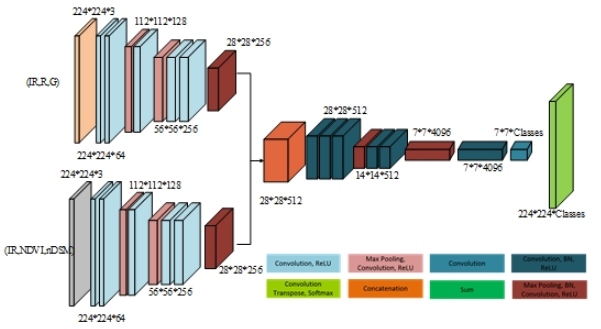 224*224*3
112*112*128
28*28*256
(IR,R,G)
56*56*256
224*224*64
28*28*512
7*7*4096
7*7*Classes
14*14*512
7*7*4096
28*28*512
224*224*Classes
224*224*3
112*112*128
(IR,NDVI,nDSM)
28*28*256
56*56*256
224*224*64
Convolution, ReLU
Max Pooling,
Convolution, ReLU
Convolution
Convolution, BN,
ReLU
Convolution
Transpose, Softmax
Concatenation
Sum
Max Pooling, BN,
Convolution, ReLU